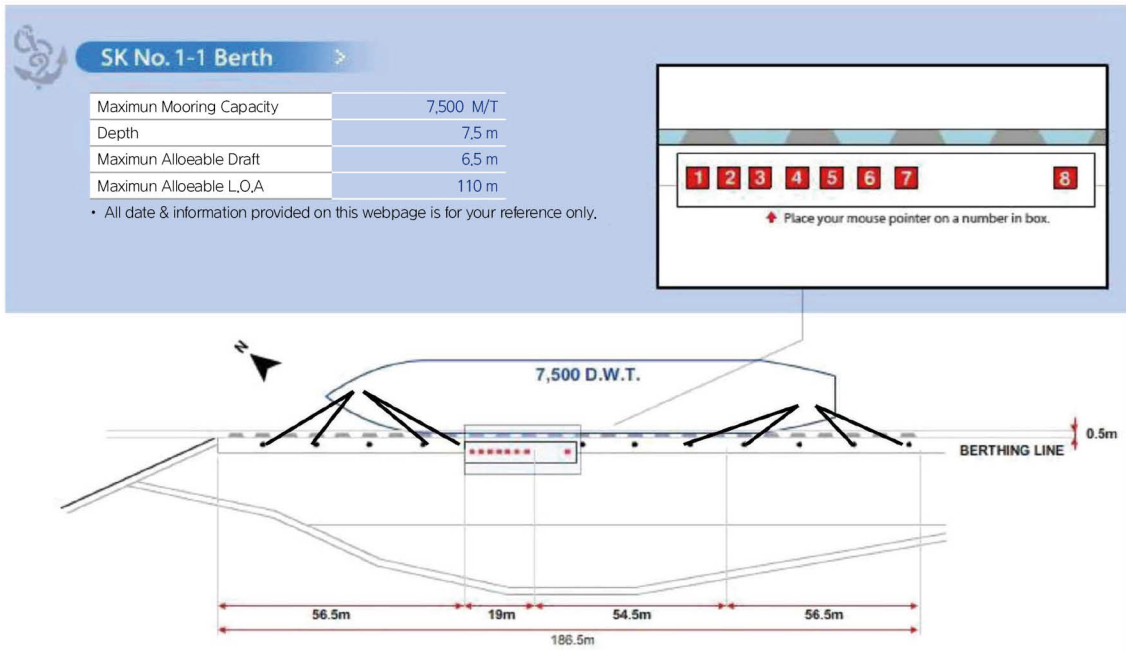 SK No. 1-1 Berth >
Maximun Mooring Capacity 7,500 M/T
Depth 7.5 m
Maximun Alloeable Draft 6.5 m
Maximun Alloeable L.O.A 110 m
• All date & information provided on this webpage is for your reference only.
1 2 3 4 5 6 7 8
Place your mouse pointer on a number in box.
N
7,500 D.W.T.
0.5m
BERTHING LINE
56.5m 19m 54.5m 56.5m
186.5m